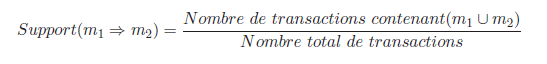 Support(m₁ ⇒ m₂) = Nombre de transactions contenant(m₁ ∪ m₂)
Nombre total de transactions